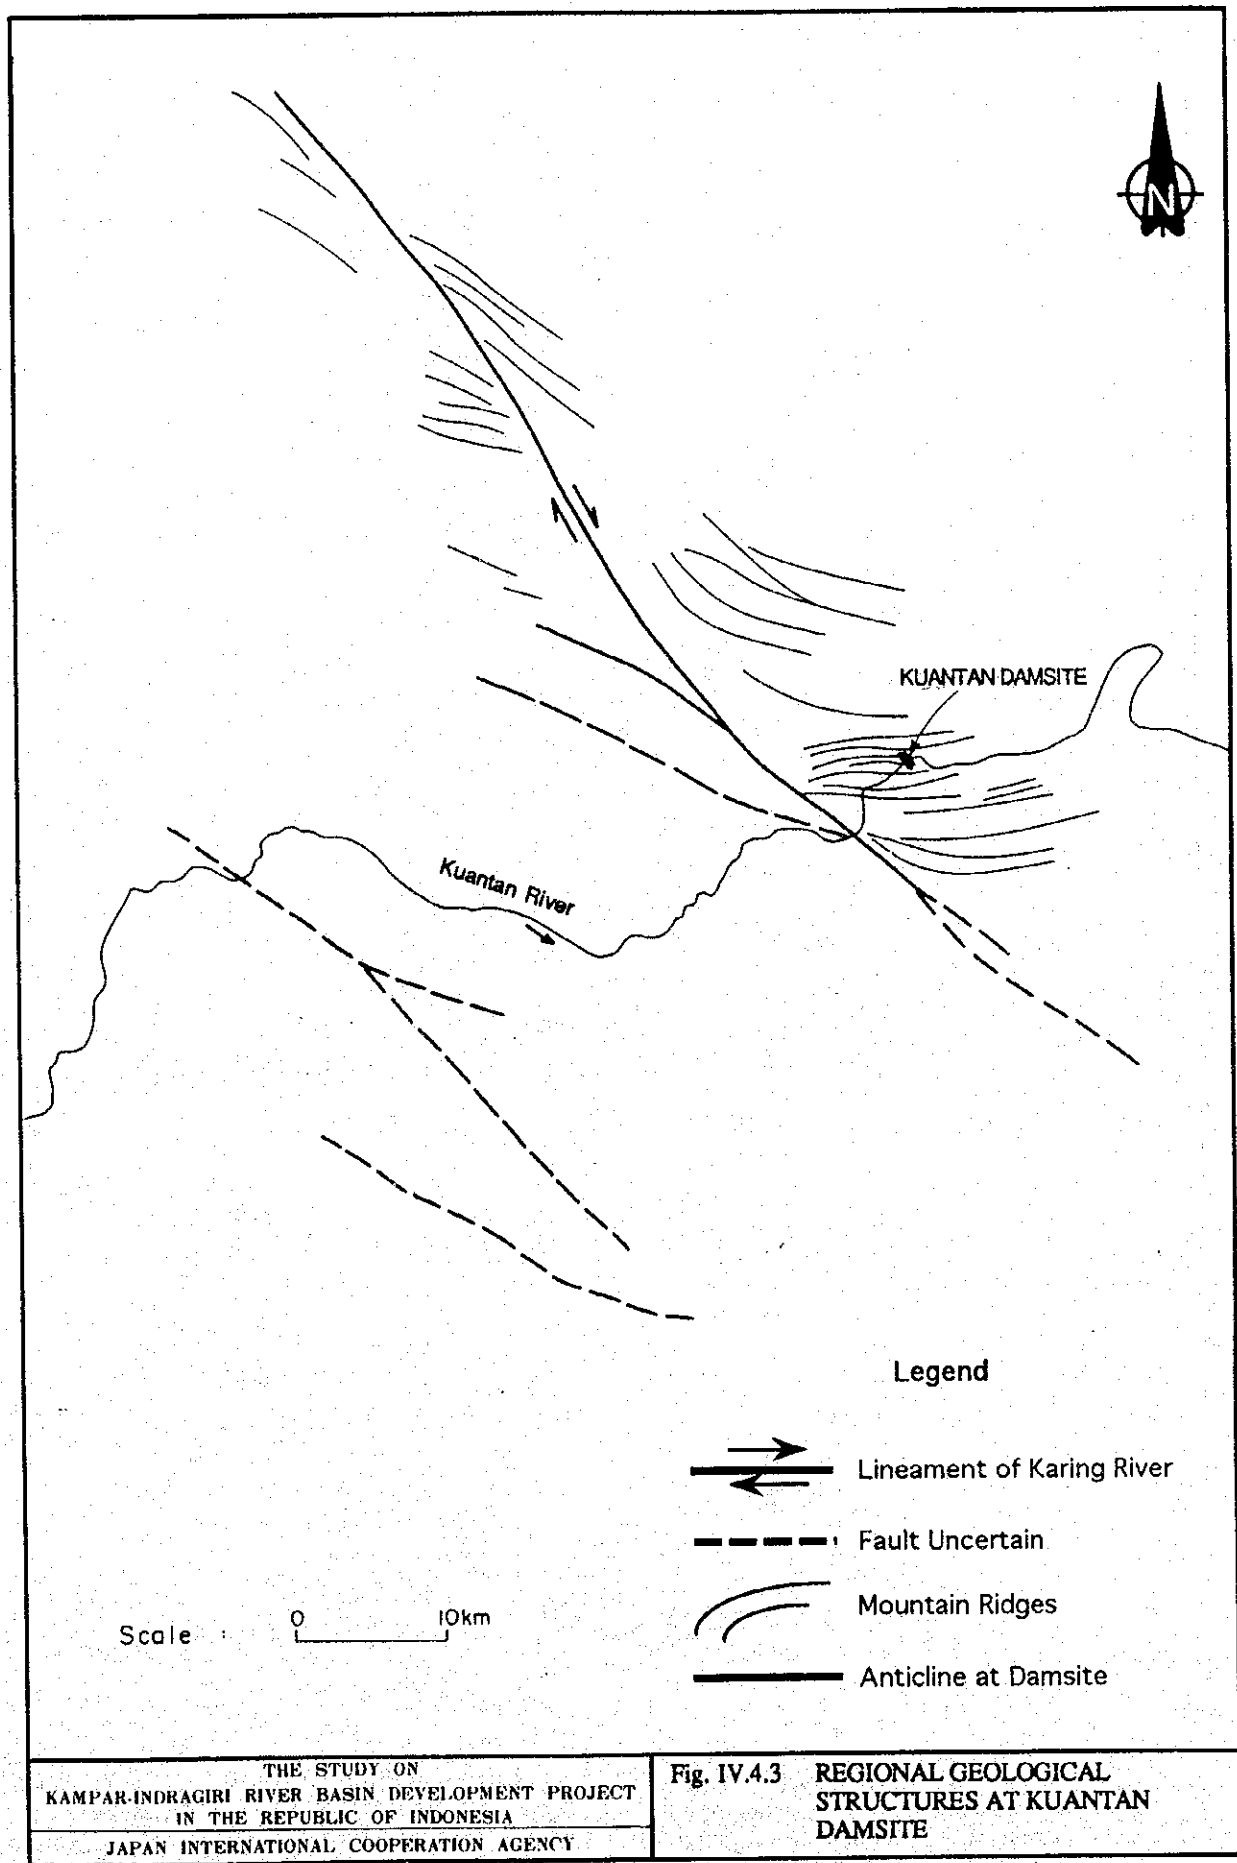 N
KUANTAN DAMSITE
Kuantan River
Legend
Lineament of Karing River
Fault Uncertain
Mountain Ridges
Anticline at Damsite
Scale :
0 10km
THE STUDY ON
KAMPAR-INDRAGIRI RIVER BASIN DEVELOPMENT PROJECT
IN THE REPUBLIC OF INDONESIA
JAPAN INTERNATIONAL COOPERATION AGENCY
Fig. IV.4.3 REGIONAL GEOLOGICAL
STRUCTURES AT KUANTAN
DAMSITE